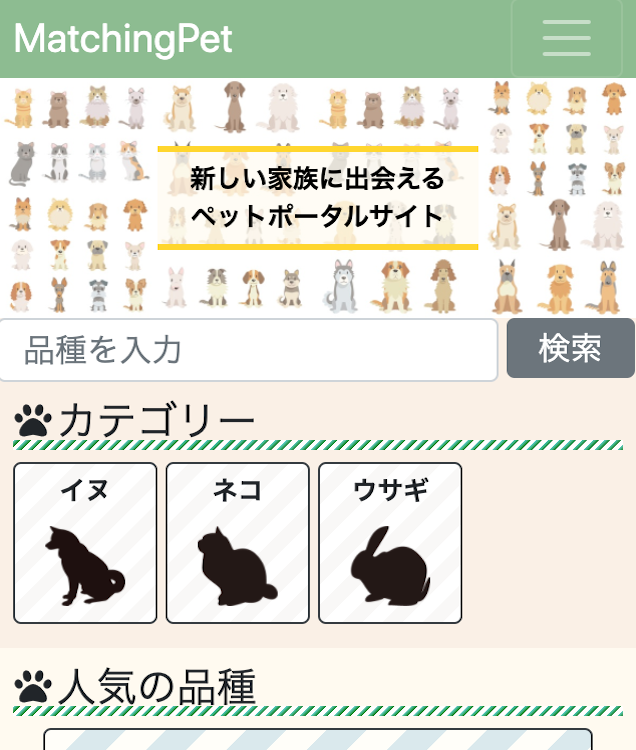 MatchingPet
新しい家族に出会える
ペットポータルサイト
品種を入力
検索
カテゴリー
イヌ
ネコ
ウサギ
人気の品種